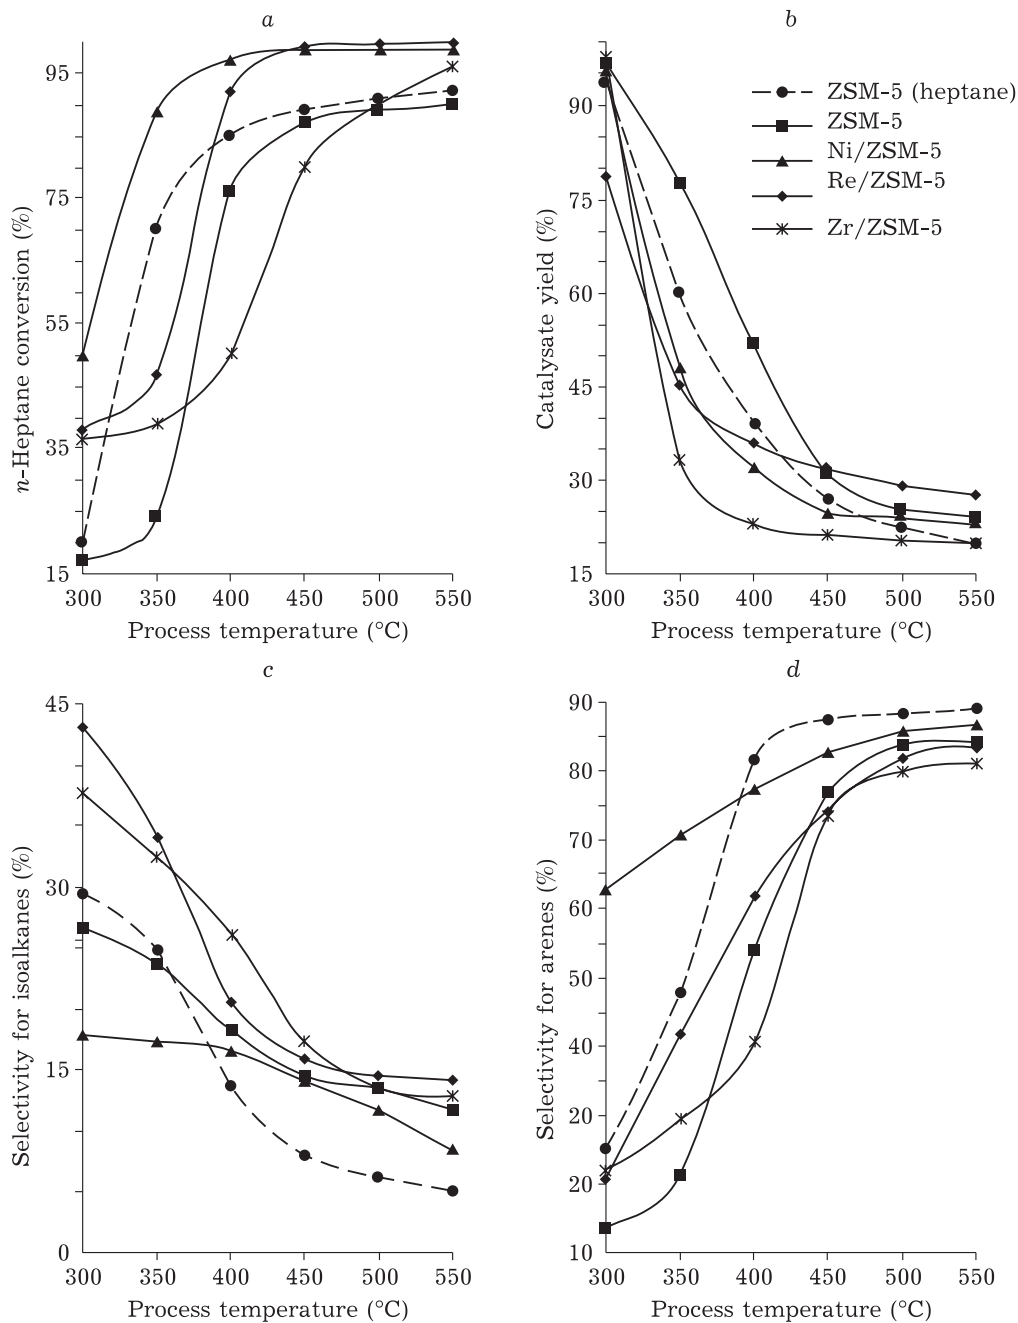 a
95
75
55
35
15
300 350 400 450 500 550
n-Heptane conversion (%)
Process temperature (°C)
b
90
75
60
45
30
15
300 350 400 450 500 550
Catalysate yield (%)
Process temperature (°C)
ZSM-5 (heptane)
ZSM-5
Ni/ZSM-5
Re/ZSM-5
Zr/ZSM-5
c
45
30
15
0
300 350 400 450 500 550
Selectivity for isoalkanes (%)
Process temperature (°C)
d
90
80
70
60
50
40
20
20
10
300 350 400 450 500 550
Selectivity for arenes (%)
Process temperature (°C)